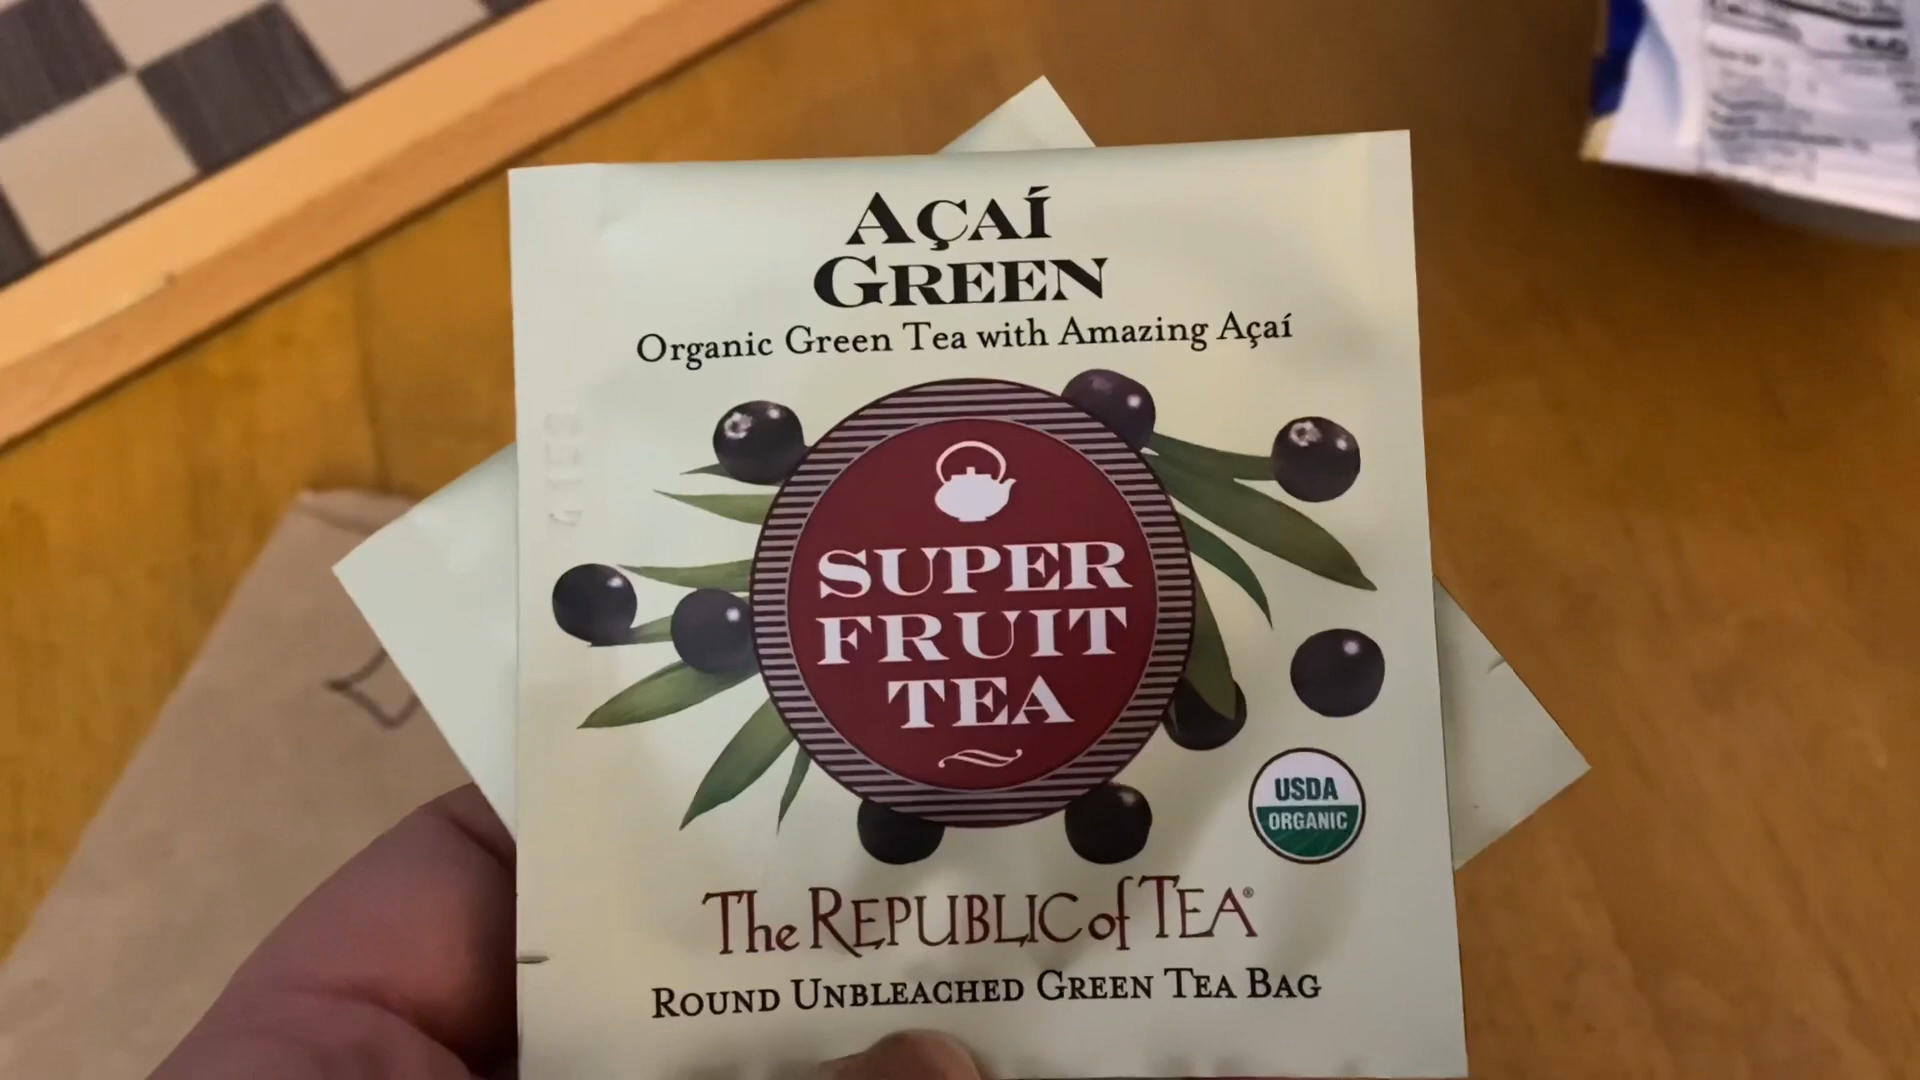 AÇAÍ
GREEN
Organic Green Tea with Amazing Açaí
SUPER
FRUIT
TEA
USDA
ORGANIC
The REPUBLIC of TEA®
ROUND UNBLEACHED GREEN TEA BAG